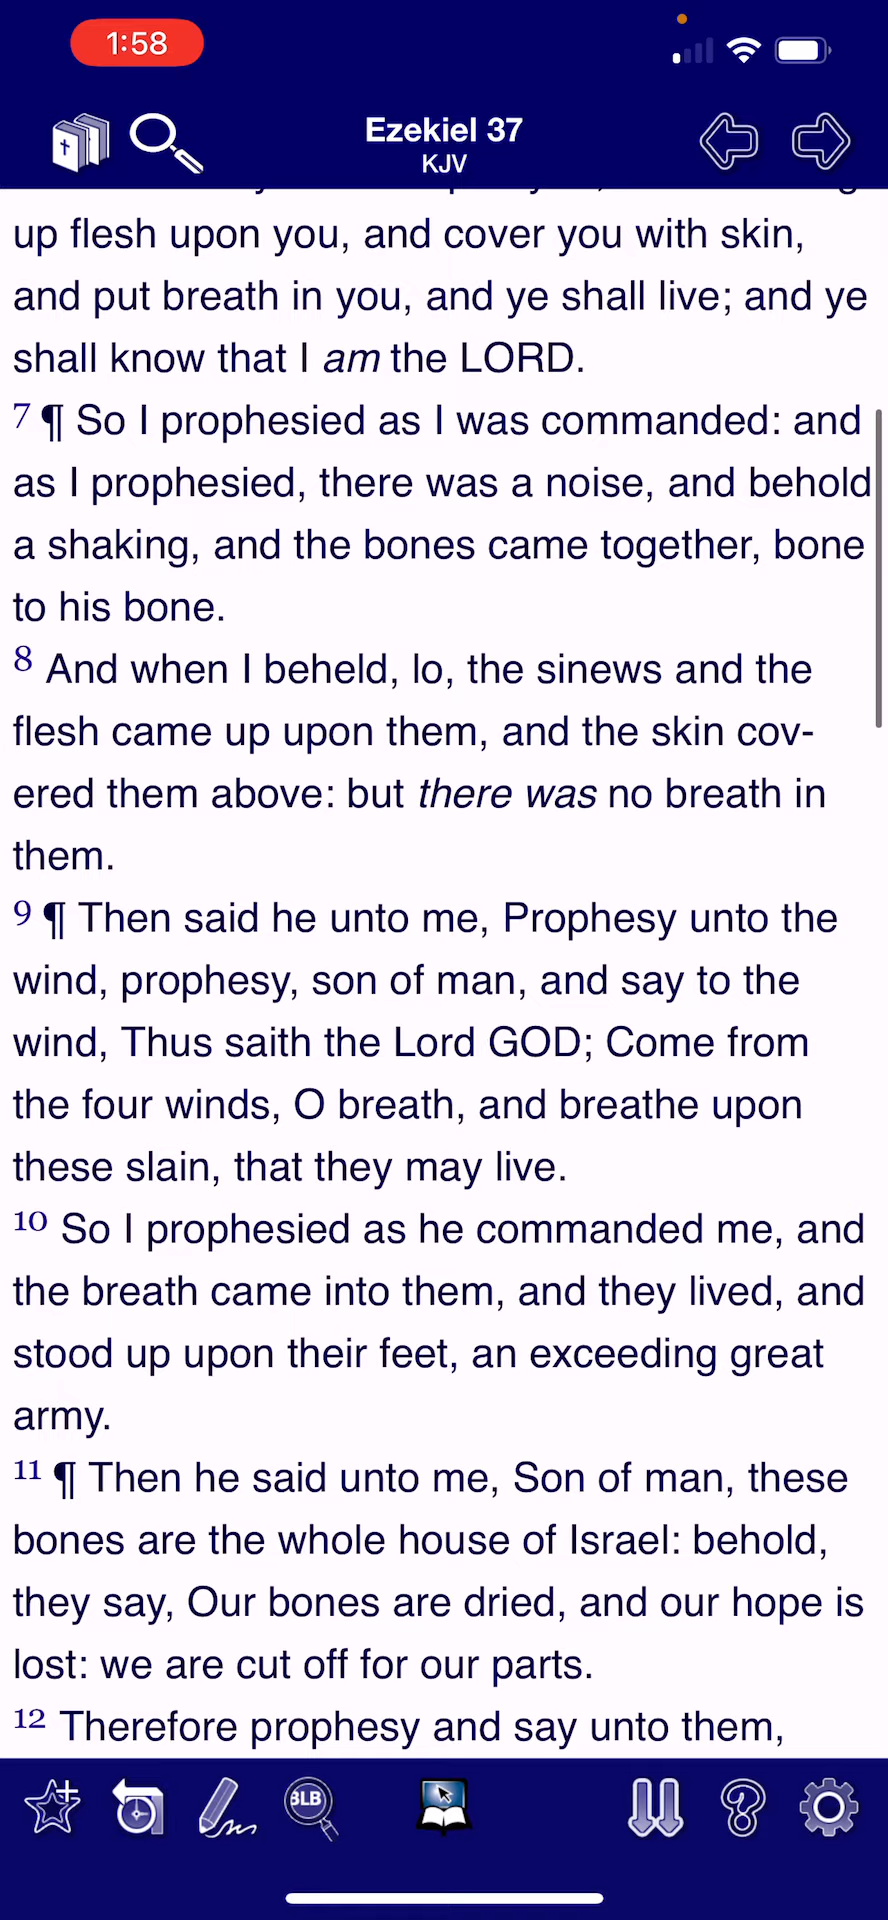 1:58
Ezekiel 37
KJV
up flesh upon you, and cover you with skin,
and put breath in you, and ye shall live; and ye
shall know that I am the LORD.
7 ¶ So I prophesied as I was commanded: and
as I prophesied, there was a noise, and behold
a shaking, and the bones came together, bone
to his bone.
8 And when I beheld, lo, the sinews and the
flesh came up upon them, and the skin cov-
ered them above: but there was no breath in
them.
9 ¶ Then said he unto me, Prophesy unto the
wind, prophesy, son of man, and say to the
wind, Thus saith the Lord GOD; Come from
the four winds, O breath, and breathe upon
these slain, that they may live.
10 So I prophesied as he commanded me, and
the breath came into them, and they lived, and
stood up upon their feet, an exceeding great
army.
11 ¶ Then he said unto me, Son of man, these
bones are the whole house of Israel: behold,
they say, Our bones are dried, and our hope is
lost: we are cut off for our parts.
12 Therefore prophesy and say unto them,
BLB